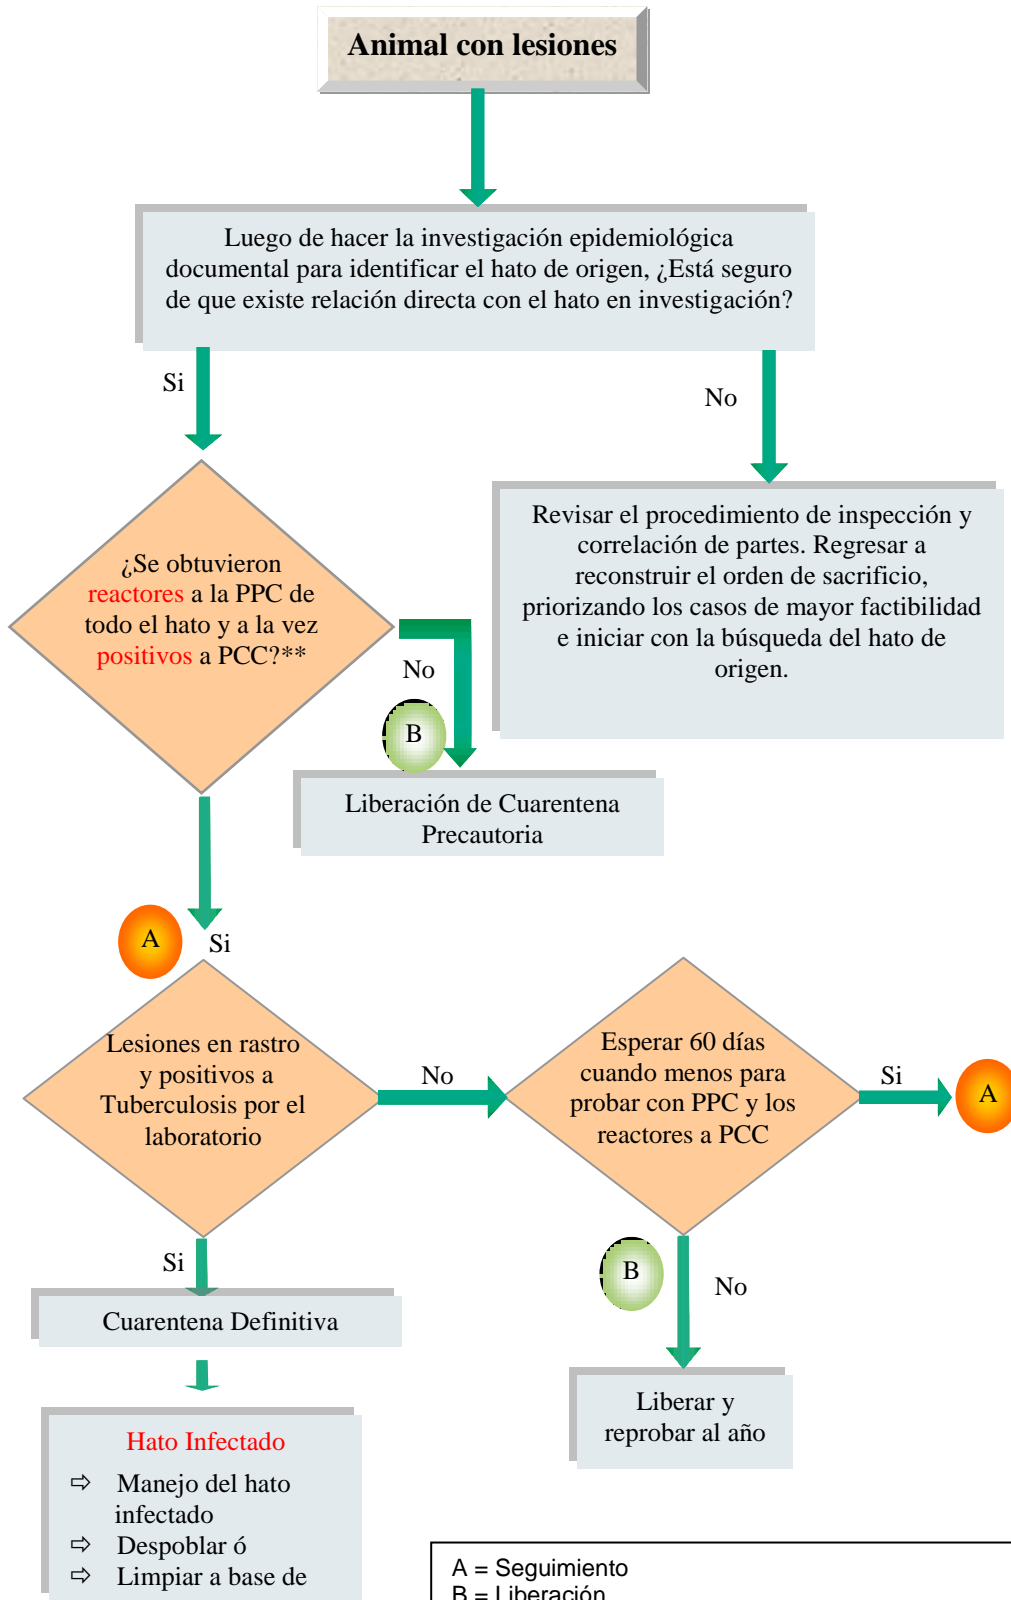 Animal con lesiones
Luego de hacer la investigación epidemiológica
documental para identificar el hato de origen, ¿Está seguro
de que existe relación directa con el hato en investigación?
Si
No
¿Se obtuvieron
reactores a la PPC de
todo el hato y a la vez
positivos a PCC?**
Revisar el procedimiento de inspección y
correlación de partes. Regresar a
reconstruir el orden de sacrificio,
priorizando los casos de mayor factibilidad
e iniciar con la búsqueda del hato de
origen.
No
B
Liberación de Cuarentena
Precautoria
A
Si
Lesiones en rastro
y positivos a
Tuberculosis por el
laboratorio
No
Esperar 60 días
cuando menos para
probar con PPC y los
reactores a PCC
Si
A
Si
B
No
Cuarentena Definitiva
Liberar y
reprobar al año
Hato Infectado
⇨ Manejo del hato
infectado
⇨ Despoblar ó
⇨ Limpiar a base de
A = Seguimiento
B = Liberación